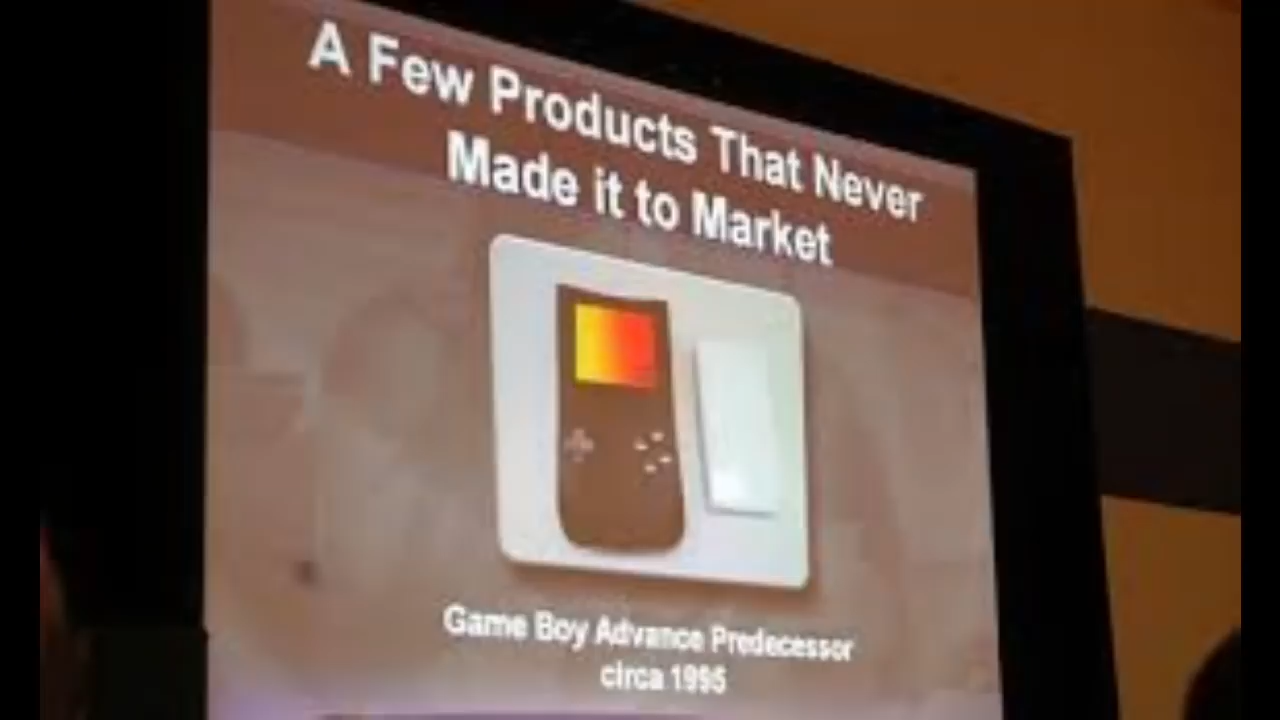 A Few Products That Never
Made it to Market
Game Boy Advance Predecessor
circa 1995